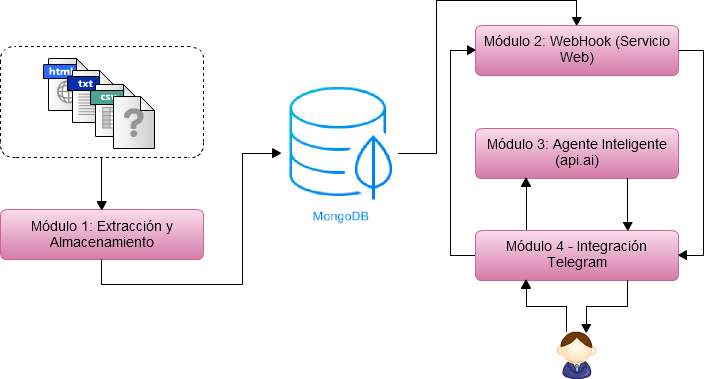 html
txt
csv
?
Módulo 1: Extracción y
Almacenamiento
MongoDB
Módulo 2: WebHook (Servicio
Web)
Módulo 3: Agente Inteligente
(api.ai)
Módulo 4 - Integración
Telegram